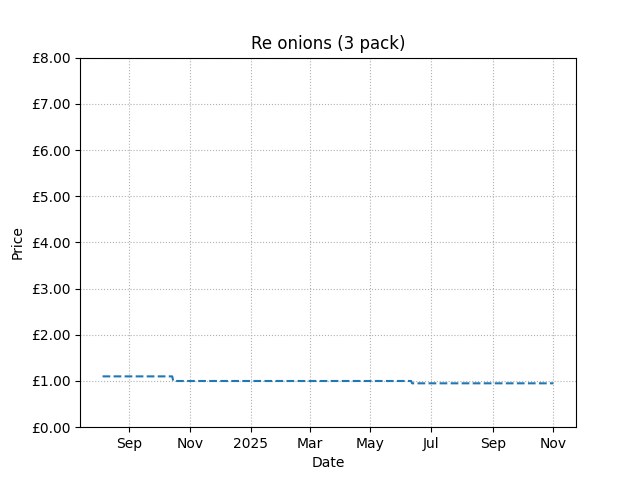 Re onions (3 pack)
£8.00
£7.00
£6.00
£5.00
£4.00
£3.00
£2.00
£1.00
£0.00
Price
Sep Nov 2025 Mar May Jul Sep Nov
Date